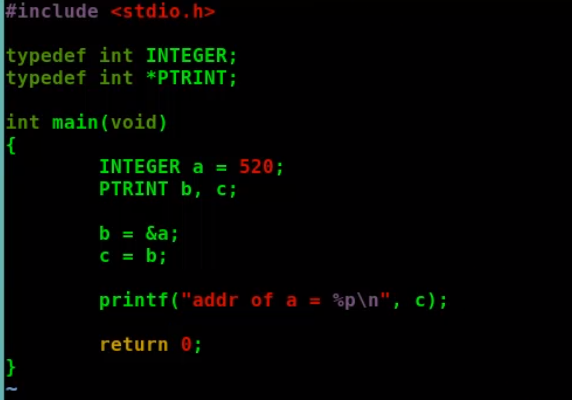 #include <stdio.h>
typedef int INTEGER;
typedef int *PTRINT;
int main(void)
{
INTEGER a = 520;
PTRINT b, c;
b = &a;
c = b;
printf("addr of a = %p\n", c);
return 0;
}
~